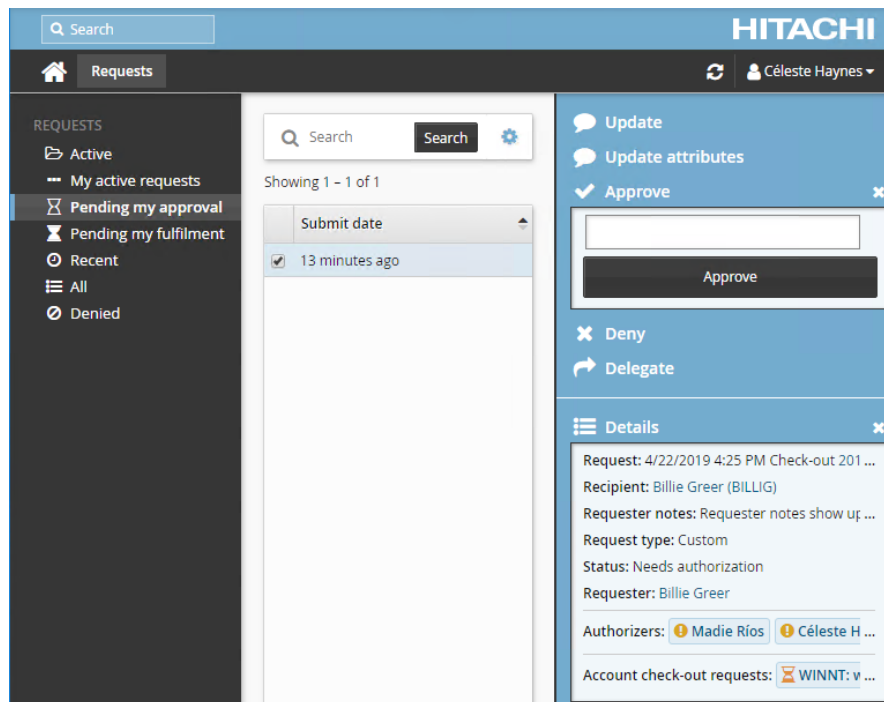 Search
HITACHI
Requests
Céleste Haynes
REQUESTS
Active
My active requests
Pending my approval
Pending my fulfilment
Recent
All
Denied
Search
Search
Showing 1 – 1 of 1
Submit date
13 minutes ago
Update
Update attributes
Approve
Approve
Deny
Delegate
Details
Request: 4/22/2019 4:25 PM Check-out 201 ...
Recipient: Billie Greer (BILLIG)
Requester notes: Requester notes show ...
Request type: Custom
Status: Needs authorization
Requester: Billie Greer
Authorizers: Madie Ríos Céleste H ...
Account check-out requests: WINNT: ...